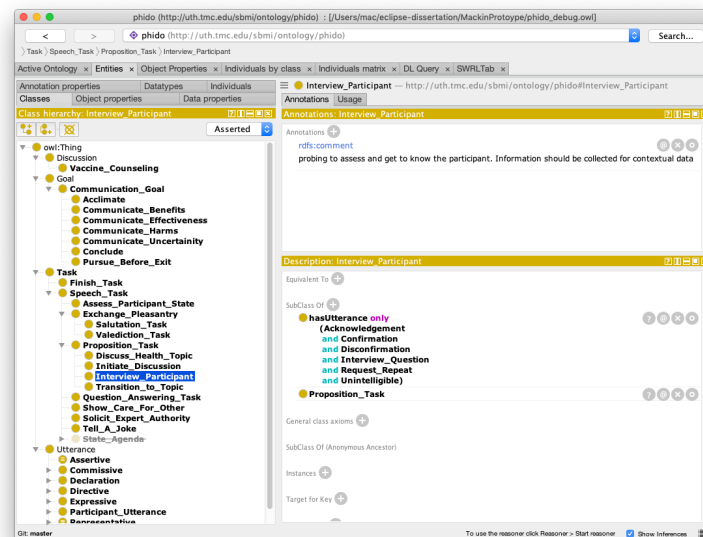 phido (http://uth.tmc.edu/sbmi/ontology/phido) : [/Users/mac/eclipse-dissertation/MackinProtoype/phido_debug.owl]
< > phido (http://uth.tmc.edu/sbmi/ontology/phido) Search...
〉Task 〉Speech_Task 〉Proposition_Task 〉Interview_Participant
Active Ontology × Entities × Object Properties × Individuals by class × Individuals matrix × DL Query × SWRLTab ×
Annotation properties Datatypes Individuals
Classes Object properties Data properties
Class hierarchy: Interview_Participant
Asserted
owl:Thing
Discussion
Vaccine_Counseling
Goal
Communication_Goal
Acclimate
Communicate_Benefits
Communicate_Effectiveness
Communicate_Harms
Communicate_Uncertainity
Conclude
Pursue_Before_Exit
Task
Finish_Task
Speech_Task
Assess_Participant_State
Exchange_Pleasantry
Salutation_Task
Valediction_Task
Proposition_Task
Discuss_Health_Topic
Initiate_Discussion
Interview_Participant
Transition_to_Topic
Question_Answering_Task
Show_Care_For_Other
Solicit_Expert_Authority
Tell_A_Joke
State_Agenda
Utterance
Assertive
Commissive
Declaration
Directive
Expressive
Participant_Utterance
Representative
Git: master
Interview_Participant — http://uth.tmc.edu/sbmi/ontology/phido#Interview_Participant
Annotations Usage
Annotations: Interview_Participant
Annotations
rdfs:comment
probing to assess and get to know the participant. Information should be collected for contextual data
Description: Interview_Participant
Equivalent To
SubClass Of
hasUtterance only
(Acknowledgement
and Confirmation
and Disconfirmation
and Interview_Question
and Request_Repeat
and Unintelligible)
Proposition_Task
General class axioms
SubClass Of (Anonymous Ancestor)
Instances
Target for Key
To use the reasoner click Reasoner > Start reasoner Show Inferences